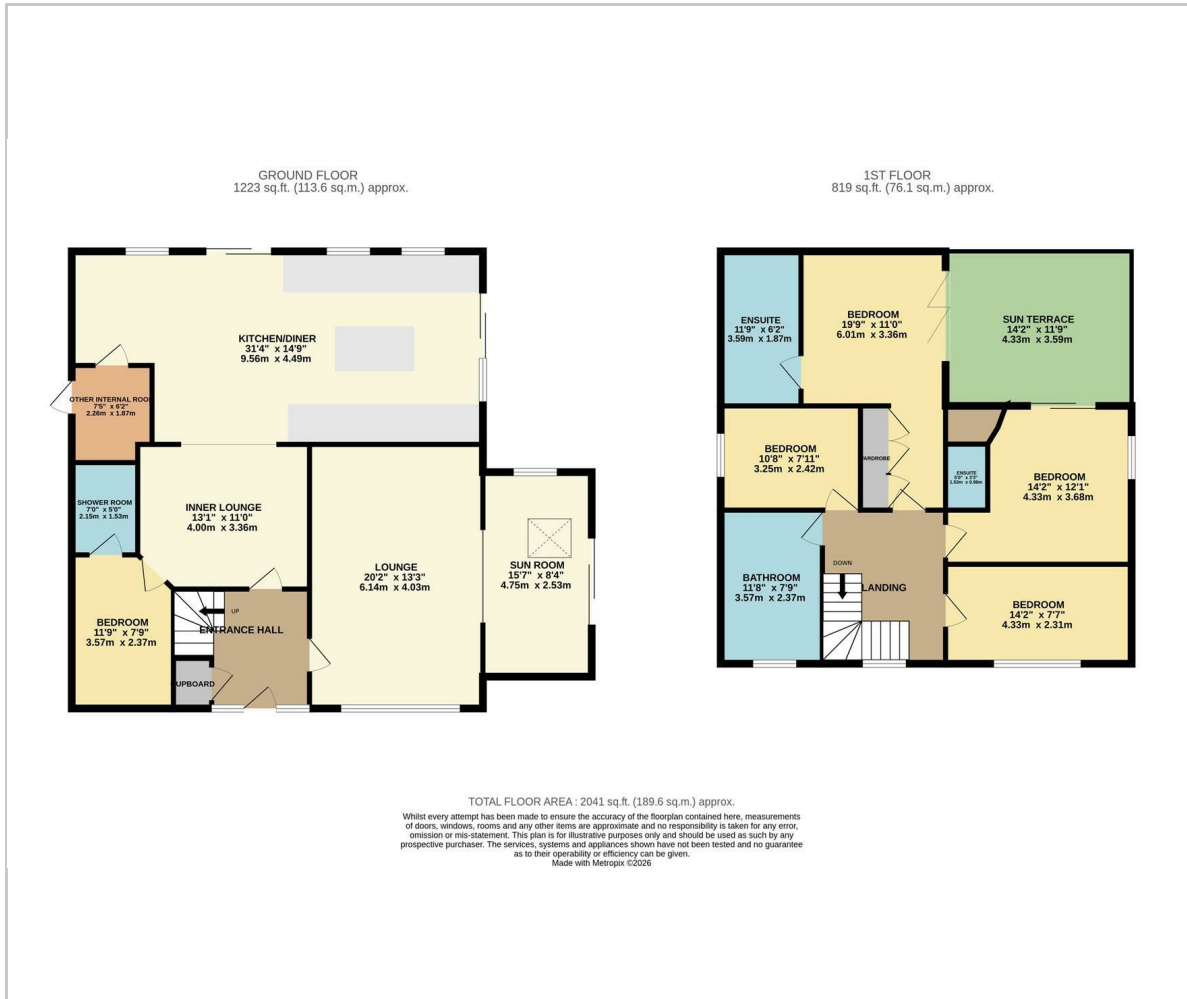 GROUND FLOOR
1223 sq.ft. (113.6 sq.m.) approx.
KITCHEN/DINER
31'4" x 14'9"
9.56m x 4.49m
OTHER INTERNAL ROOM
7'5" x 6'2"
2.26m x 1.87m
SHOWER ROOM
7'0" x 5'0"
2.15m x 1.53m
INNER LOUNGE
13'1" x 11'0"
4.00m x 3.36m
LOUNGE
20'2" x 13'3"
6.14m x 4.03m
SUN ROOM
15'7" x 8'4"
4.75m x 2.53m
BEDROOM
11'9" x 7'9"
3.57m x 2.37m
UP
ENTRANCE HALL
CUPBOARD
1ST FLOOR
819 sq.ft. (76.1 sq.m.) approx.
ENSUITE
11'9" x 6'2"
3.59m x 1.87m
BEDROOM
19'9" x 11'0"
6.01m x 3.36m
SUN TERRACE
14'2" x 11'9"
4.33m x 3.59m
BEDROOM
10'8" x 7'11"
3.25m x 2.42m
WARDROBE
ENSUITE
5'0" x 3'2"
1.53m x 0.98m
BEDROOM
14'2" x 12'1"
4.33m x 3.68m
BATHROOM
11'8" x 7'9"
3.57m x 2.37m
DOWN
LANDING
BEDROOM
14'2" x 7'7"
4.33m x 2.31m
TOTAL FLOOR AREA : 2041 sq.ft. (189.6 sq.m.) approx.
Whilst every attempt has been made to ensure the accuracy of the floorplan contained here, measurements
of doors, windows, rooms and any other items are approximate and no responsibility is taken for any error,
omission or mis-statement. This plan is for illustrative purposes only and should be used as such by any
prospective purchaser. The services, systems and appliances shown have not been tested and no guarantee
as to their operability or efficiency can be given.
Made with Metropix ©2026